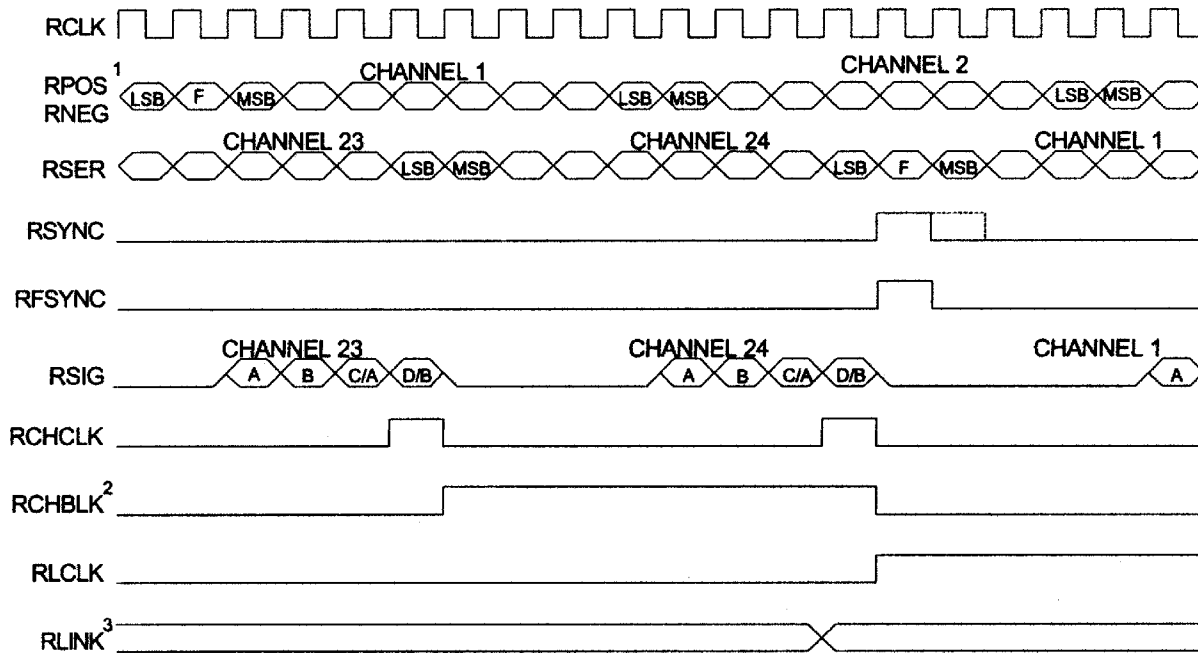 RCLK
RPOS 1
RNEG
CHANNEL 1 CHANNEL 2
LSB F MSB LSB MSB LSB MSB
RSER
CHANNEL 23 CHANNEL 24 CHANNEL 1
LSB MSB LSB F MSB
RSYNC
RFSYNC
RSIG
CHANNEL 23 CHANNEL 24 CHANNEL 1
A B C/A D/B A B C/A D/B A
RCHCLK
RCHBLK 2
RLCLK
RLINK 3